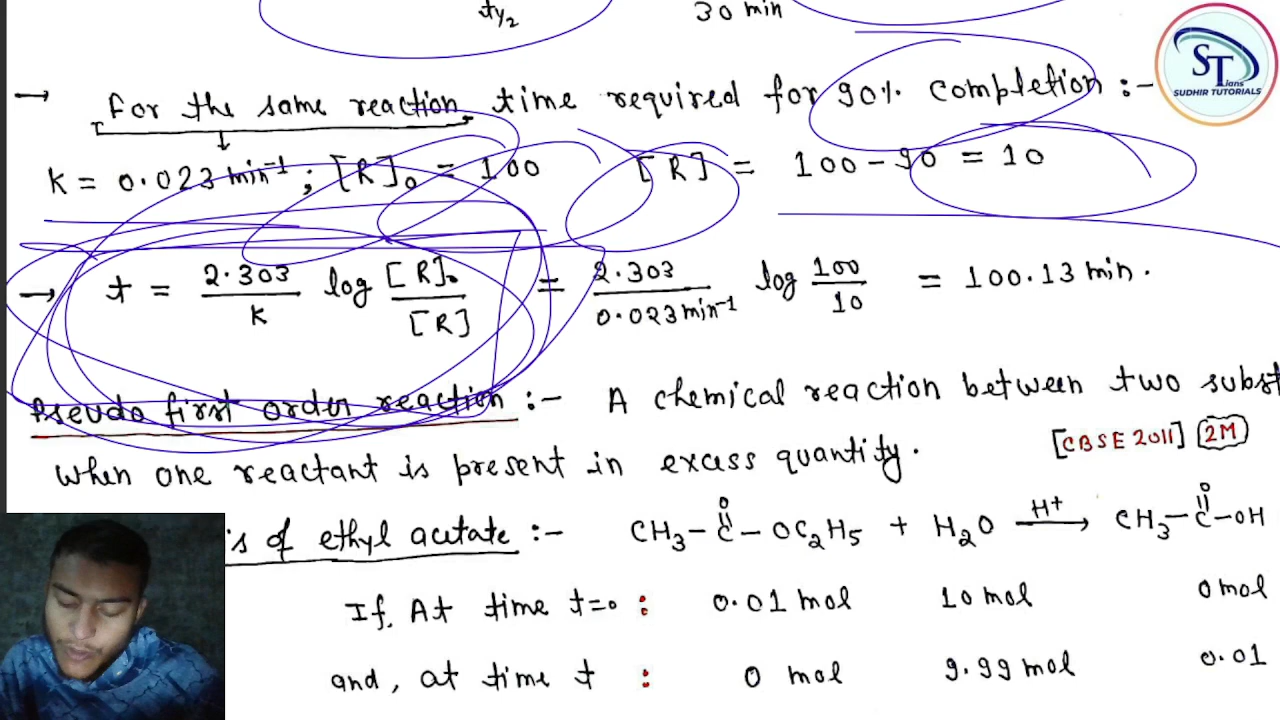 t1/2 30 min
ST ians
SUDHIR TUTORIALS
→ For the same reaction, time required for 90% completion :-
K = 0.023 min⁻¹ ; [R]₀ = 100 [R] = 100 - 90 = 10
→ t = 2.303/K log [R]₀/[R] = 2.303/0.023 min⁻¹ log 100/10 = 100.13 min.
Pseudo first order reaction :- A chemical reaction between two subst
when one reactant is present in excess quantity. [CBSE 2011] 2M
is of ethyl acetate :- CH₃-C(=O)-OC₂H₅ + H₂O —H⁺→ CH₃-C(=O)-OH
If. At time t=0 : 0.01 mol 10 mol 0 mol
and, at time t : 0 mol 9.99 mol 0.01